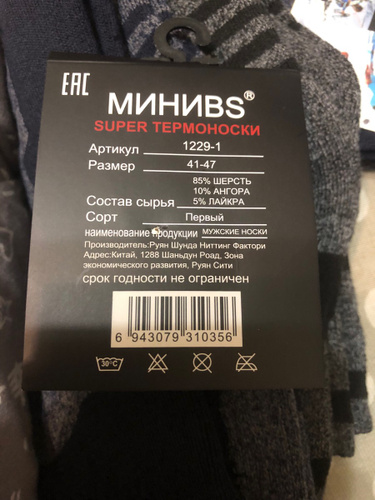 EAC
МИНИBS®
SUPER ТЕРМОНОСКИ
Артикул 1229-1
Размер 41-47
85% ШЕРСТЬ
10% АНГОРА
Состав сырья 5% ЛАЙКРА
Сорт Первый
наименование продукции МУЖСКИЕ НОСКИ
Производитель:Руян Шунда Ниттинг Фактори
Адрес:Китай, 1288 Шаньдун Роад, Зона
экономического развития, Руян Сити
срок годности не ограничен
6 943079 310356
30°C